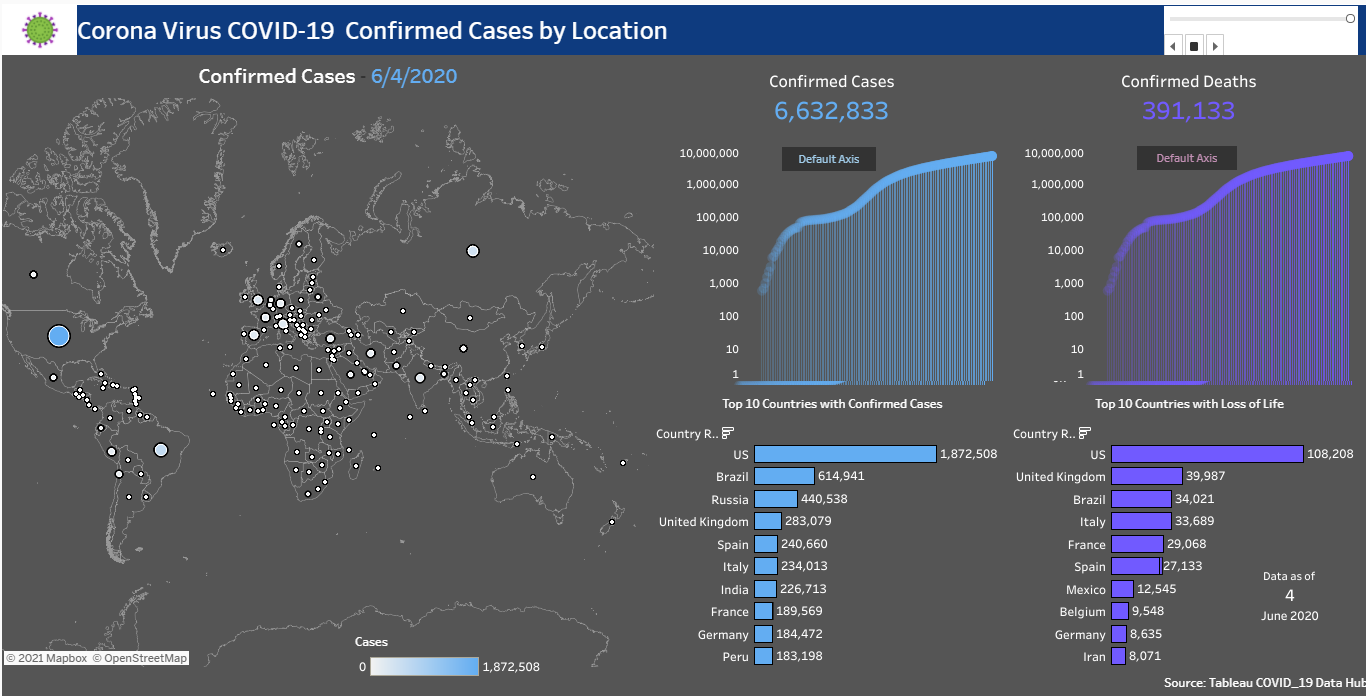 Corona Virus COVID-19 Confirmed Cases by Location
Confirmed Cases - 6/4/2020
Confirmed Cases
6,632,833
Default Axis
10,000,000
1,000,000
100,000
10,000
1,000
100
10
1
Confirmed Deaths
391,133
Default Axis
10,000,000
1,000,000
100,000
10,000
1,000
100
10
1
Top 10 Countries with Confirmed Cases
Country R..
US 1,872,508
Brazil 614,941
Russia 440,538
United Kingdom 283,079
Spain 240,660
Italy 234,013
India 226,713
France 189,569
Germany 184,472
Peru 183,198
Top 10 Countries with Loss of Life
Country R..
US 108,208
United Kingdom 39,987
Brazil 34,021
Italy 33,689
France 29,068
Spain 27,133
Mexico 12,545
Belgium 9,548
Germany 8,635
Iran 8,071
Data as of
4
June 2020
Cases
0 1,872,508
© 2021 Mapbox © OpenStreetMap
Source: Tableau COVID_19 Data Hub